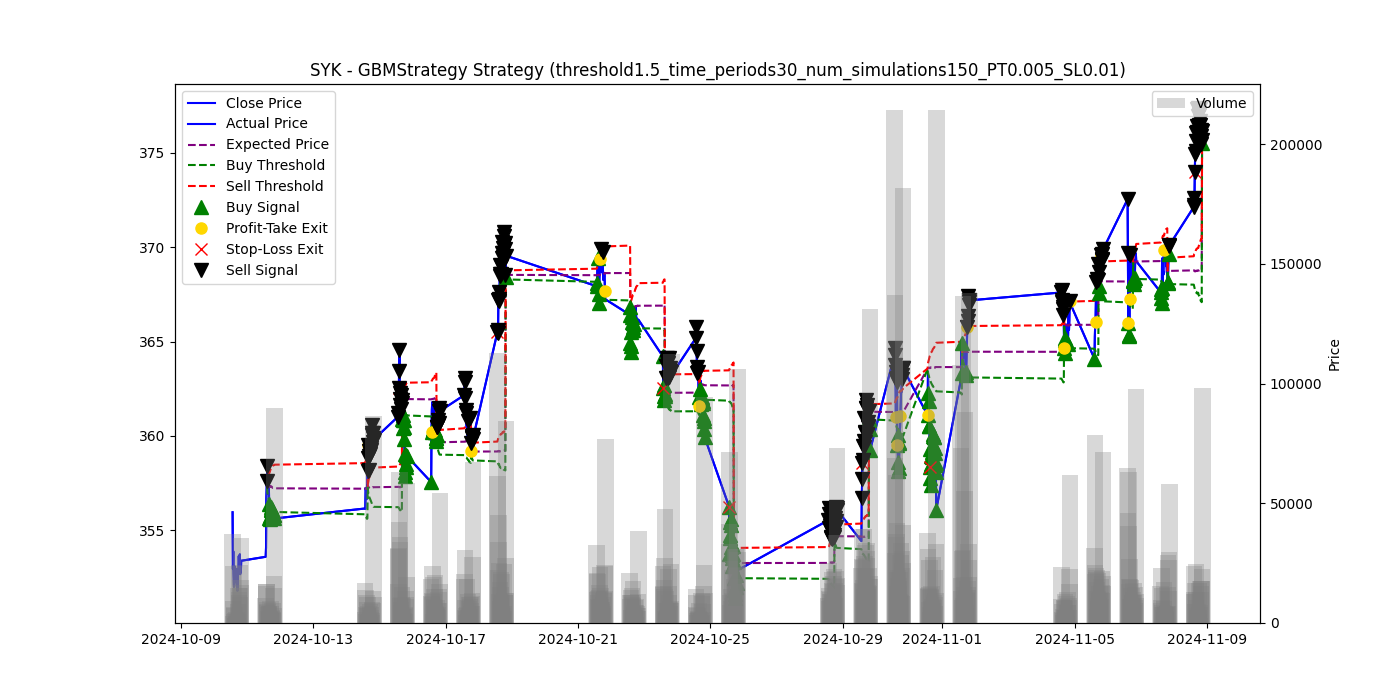 SYK - GBMStrategy Strategy (threshold1.5_time_periods30_num_simulations150_PT0.005_SL0.01)
Close Price
Actual Price
Expected Price
Buy Threshold
Sell Threshold
Buy Signal
Profit-Take Exit
Stop-Loss Exit
Sell Signal
Volume
375
370
365
360
355
200000
150000
100000
50000
0
Price
2024-10-09
2024-10-13
2024-10-17
2024-10-21
2024-10-25
2024-10-29
2024-11-01
2024-11-05
2024-11-09